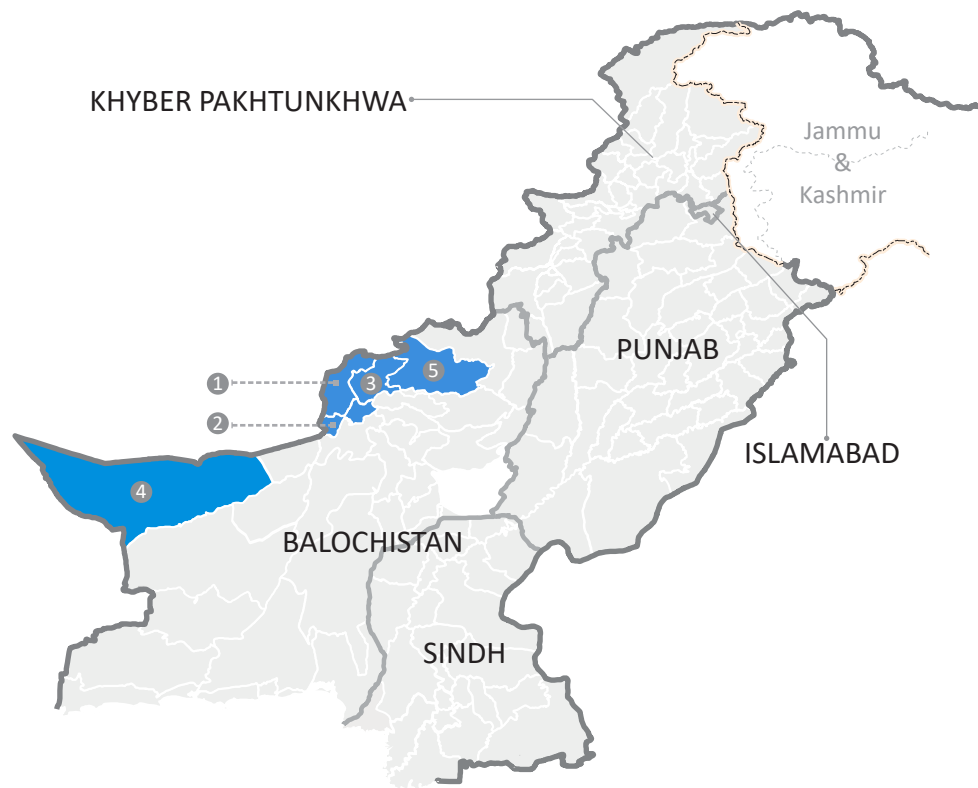 KHYBER PAKHTUNKHWA
Jammu
&
Kashmir
PUNJAB
5
1
3
2
ISLAMABAD
4
BALOCHISTAN
SINDH